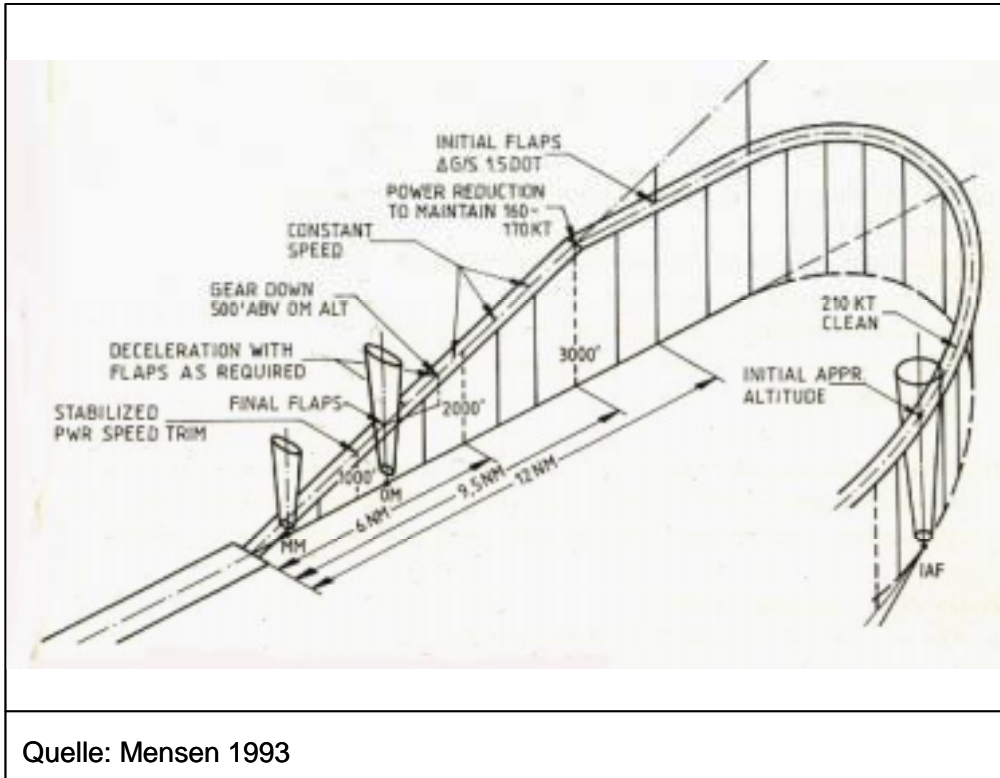 INITIAL FLAPS
ΔG/S 1.5DOT
POWER REDUCTION
TO MAINTAIN 160-
170KT
CONSTANT
SPEED
GEAR DOWN
500'ABV OM ALT
DECELERATION WITH
FLAPS AS REQUIRED
FINAL FLAPS
STABILIZED
PWR SPEED TRIM
210 KT
CLEAN
INITIAL APPR.
ALTITUDE
3000'
2000'
1000'
OM
MM
6NM
9,5NM
12NM
IAF
Quelle: Mensen 1993